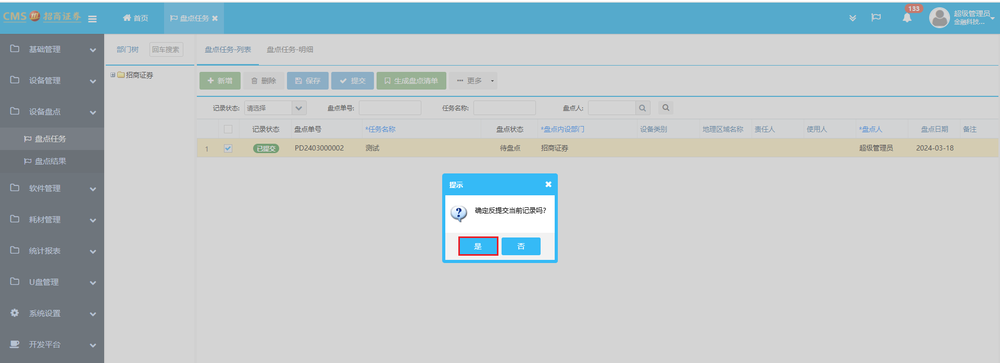 CMS 招商证券
首页
盘点任务
133
超级管理员
金融科技...
基础管理
设备管理
设备盘点
盘点任务
盘点结果
软件管理
耗材管理
统计报表
U盘管理
系统设置
开发平台
部门树 回车搜索
招商证券
盘点任务-列表 盘点任务-明细
新增 删除 保存 提交 生成盘点清单 更多
记录状态: 请选择 盘点单号: 任务名称: 盘点人:
记录状态 盘点单号 *任务名称 盘点状态 *盘点内设部门 设备类别 地理区域名称 责任人 使用人 *盘点人 盘点日期 备注
1 已提交 PD2403000002 测试 待盘点 招商证券 超级管理员 2024-03-18
提示
确定反提交当前记录吗?
是 否